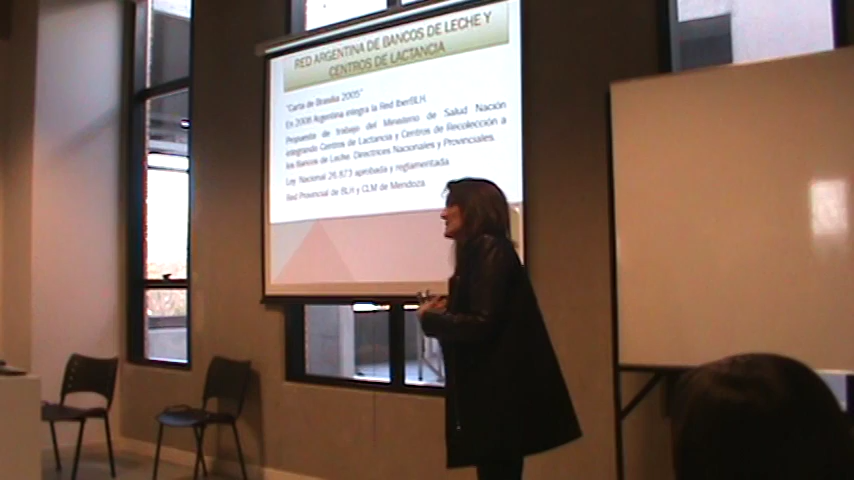 RED ARGENTINA DE BANCOS DE LECHE Y
CENTROS DE LACTANCIA
"Carta de Brasilia 2005"
En 2008 Argentina integra la Red IberBLH
Propuesta de trabajo del Ministerio de Salud Nación
integrando Centros de Lactancia y Centros de Recolección a
los Bancos de Leche. Directrices Nacionales y Provinciales.
Ley Nacional 26.873 aprobada y reglamentada
Red Provincial de BLH y CLM de Mendoza